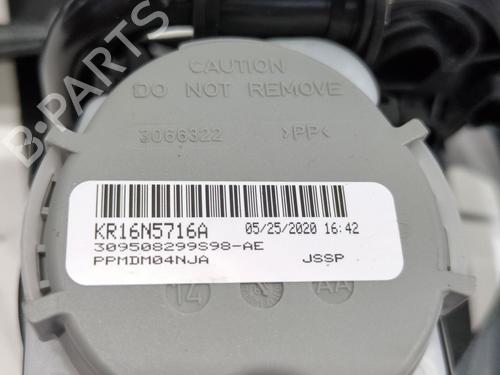 CAUTION
DO NOT REMOVE
3066322 >PP<
KR16N5716A 05/25/2020 16:42
309508299S98-AE
PPMDM04NJA JSSP
14 AA
B-PARTS